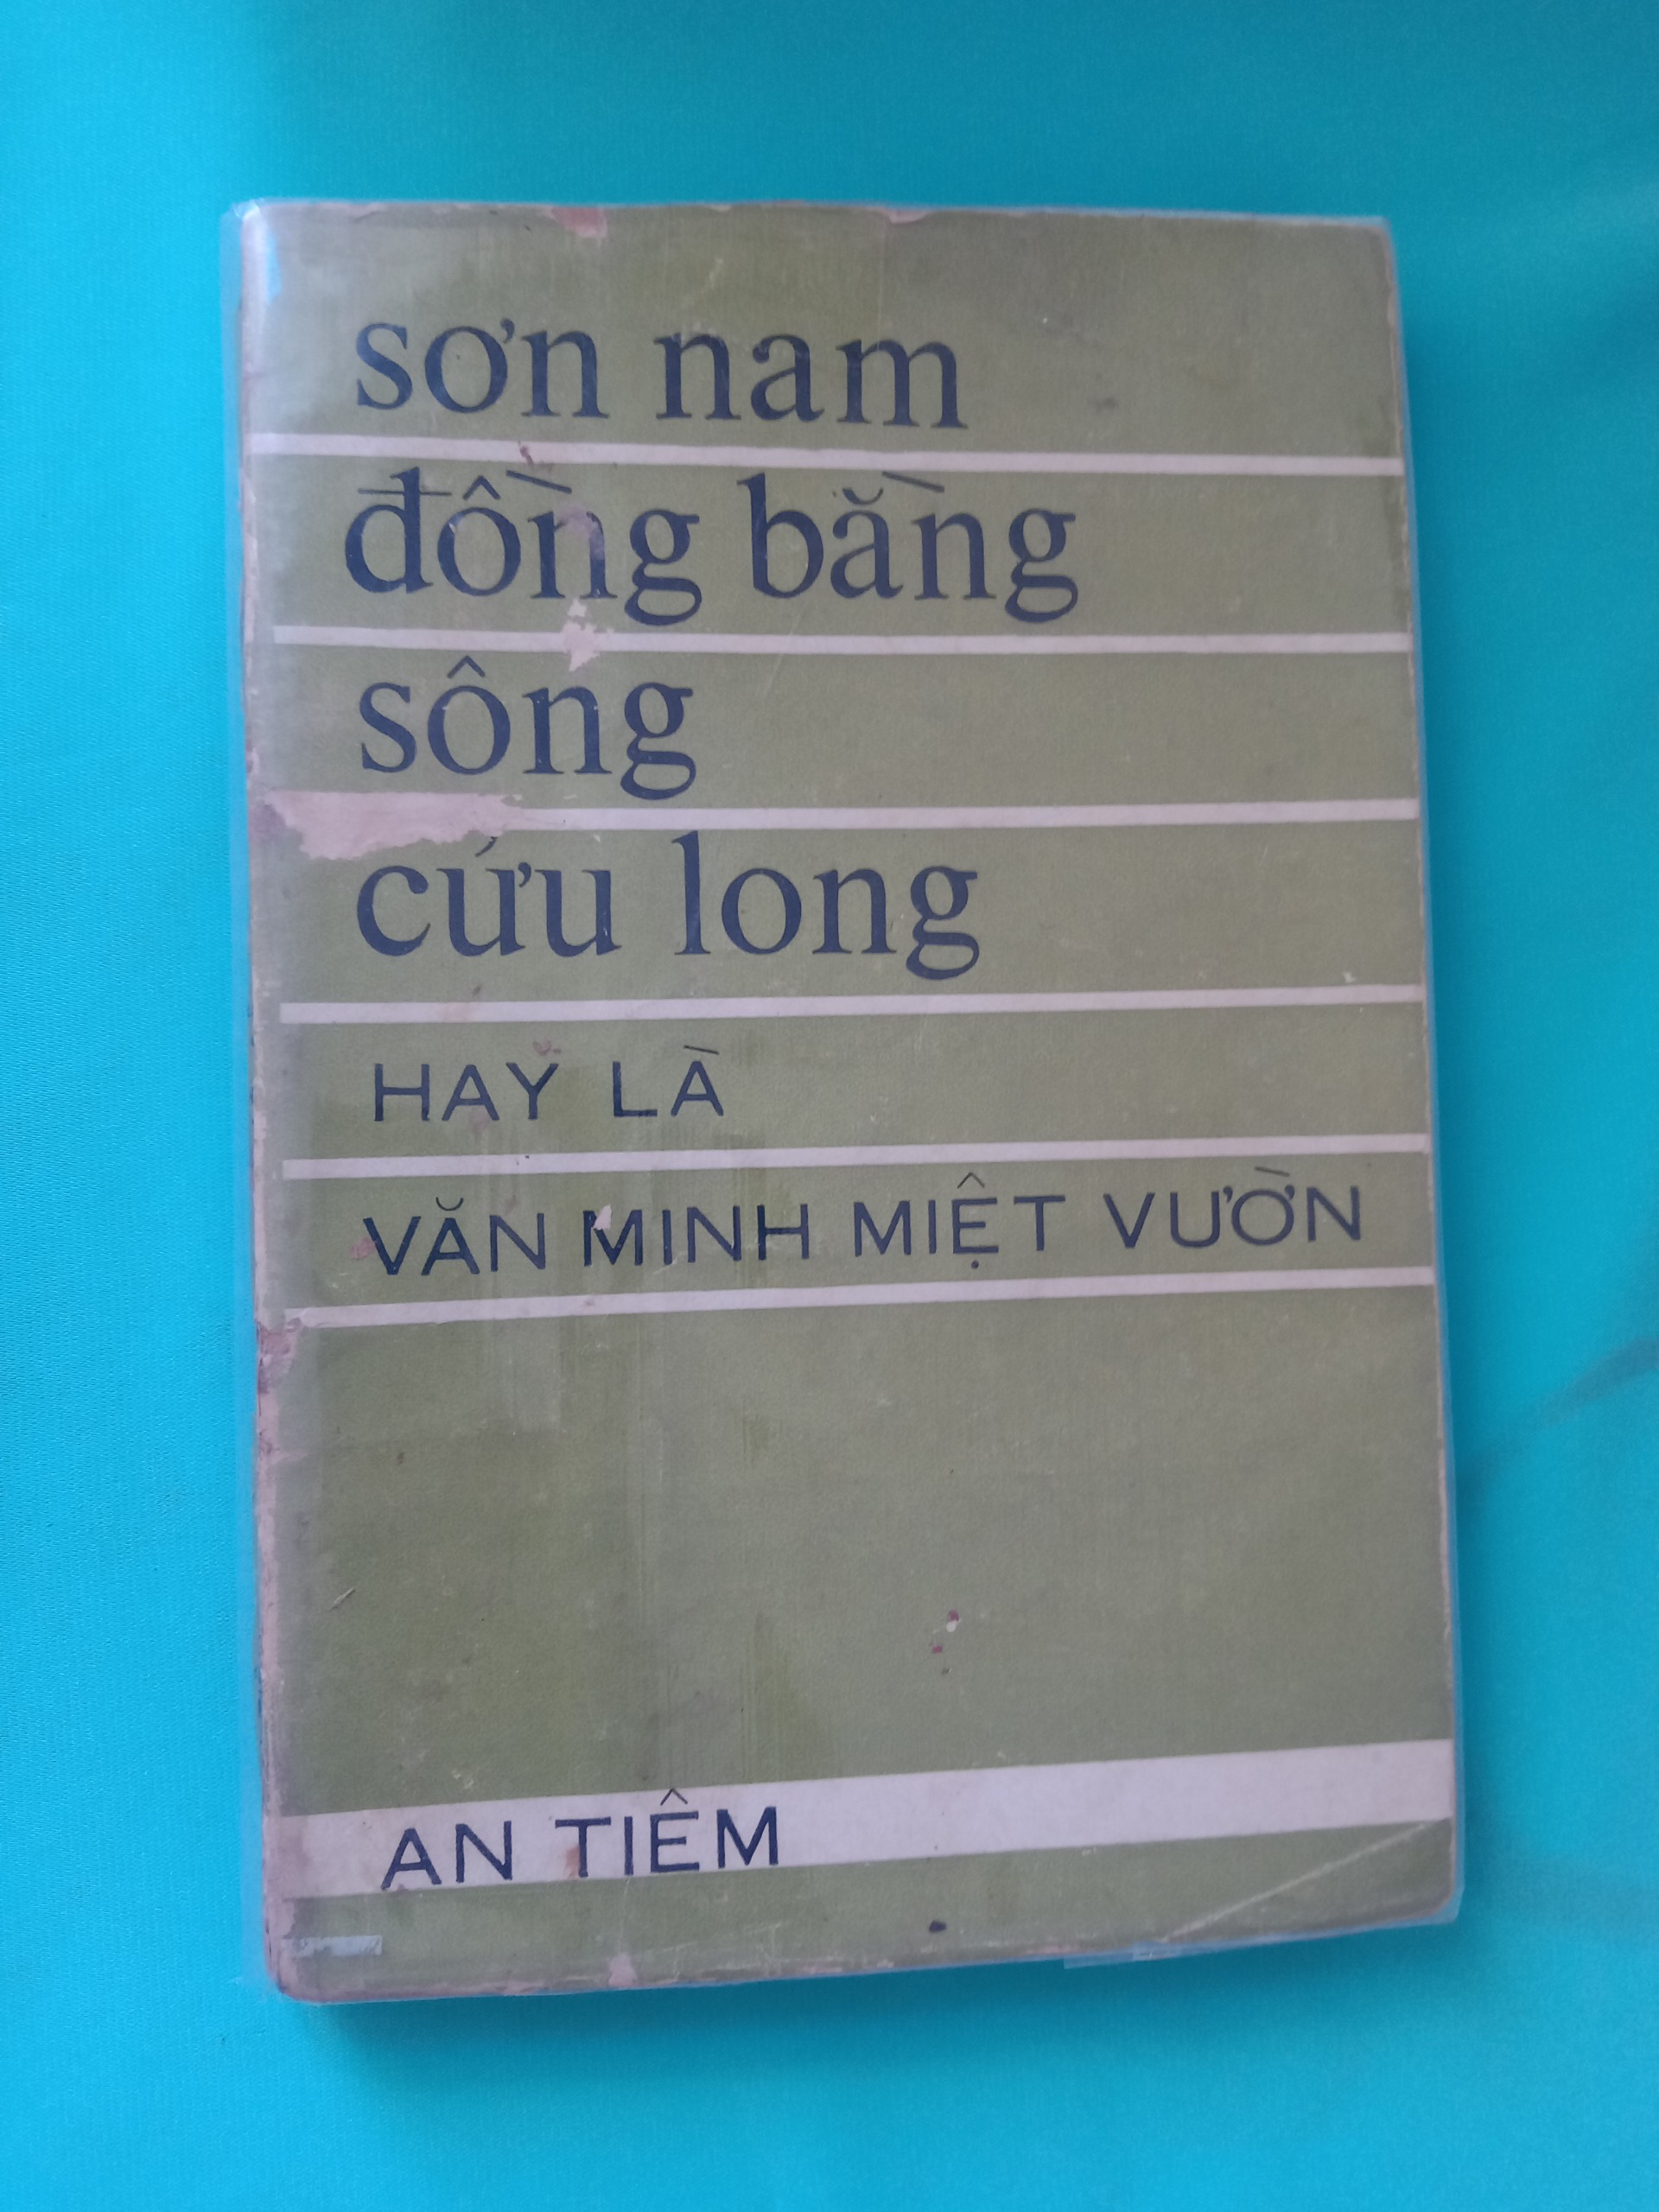 sơn nam
đồng bằng
sông
cửu long
HAY LÀ
VĂN MINH MIỆT VƯỜN
AN TIÊM